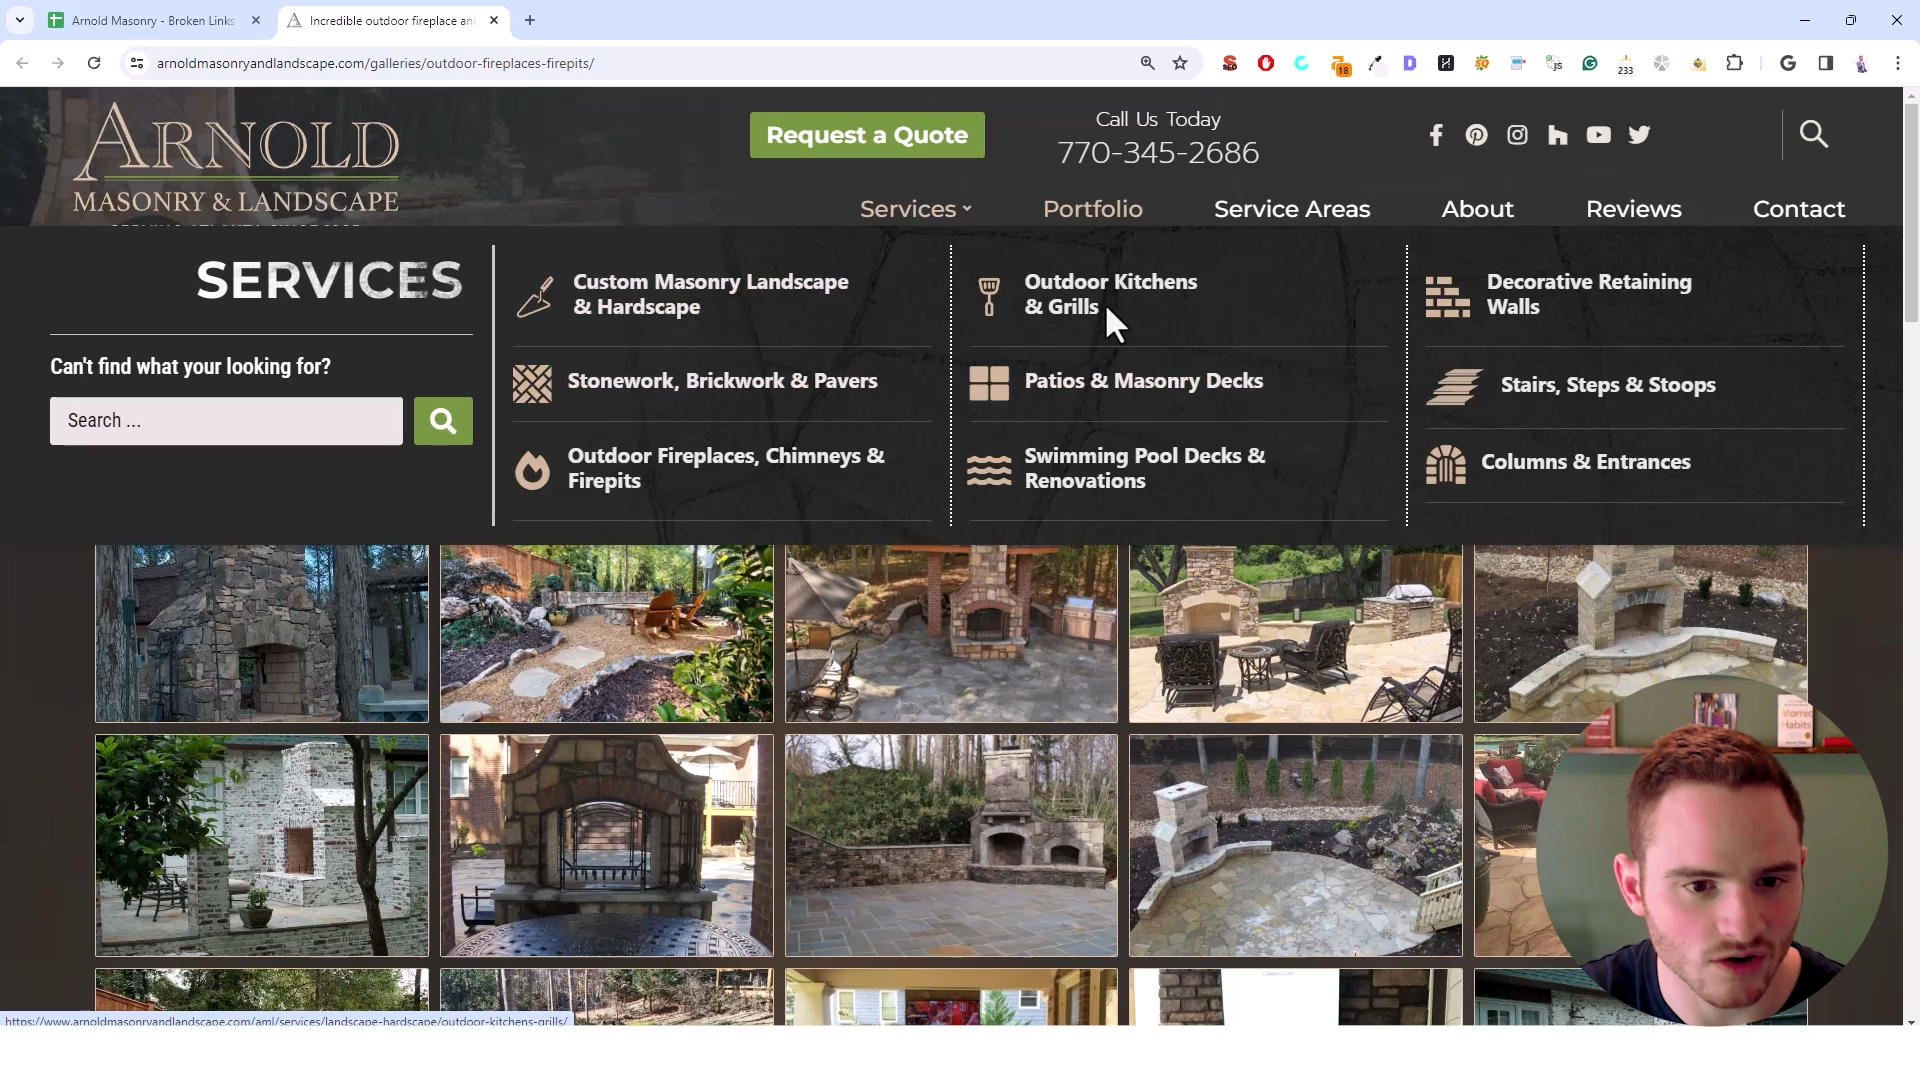 Arnold Masonry - Broken Links
Incredible outdoor fireplace an
arnoldmasonryandlandscape.com/galleries/outdoor-fireplaces-firepits/
18
233
ARNOLD
MASONRY & LANDSCAPE
Request a Quote
Call Us Today
770-345-2686
Services
Portfolio
Service Areas
About
Reviews
Contact
SERVICES
Can't find what your looking for?
Search ...
Custom Masonry Landscape
& Hardscape
Stonework, Brickwork & Pavers
Outdoor Fireplaces, Chimneys &
Firepits
Outdoor Kitchens
& Grills
Patios & Masonry Decks
Swimming Pool Decks &
Renovations
Decorative Retaining
Walls
Stairs, Steps & Stoops
Columns & Entrances
Atomic
Habits
https://www.arnoldmasonryandlandscape.com/aml/services/landscape-hardscape/outdoor-kitchens-grills/